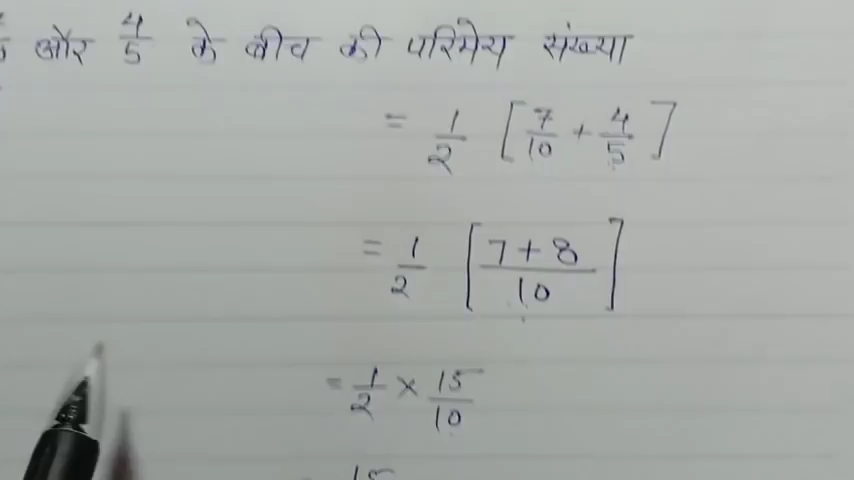 और 4/5 के बीच की परिमेय संख्या
= 1/2 [7/10 + 4/5]
= 1/2 [7+8/10]
= 1/2 × 15/10
15